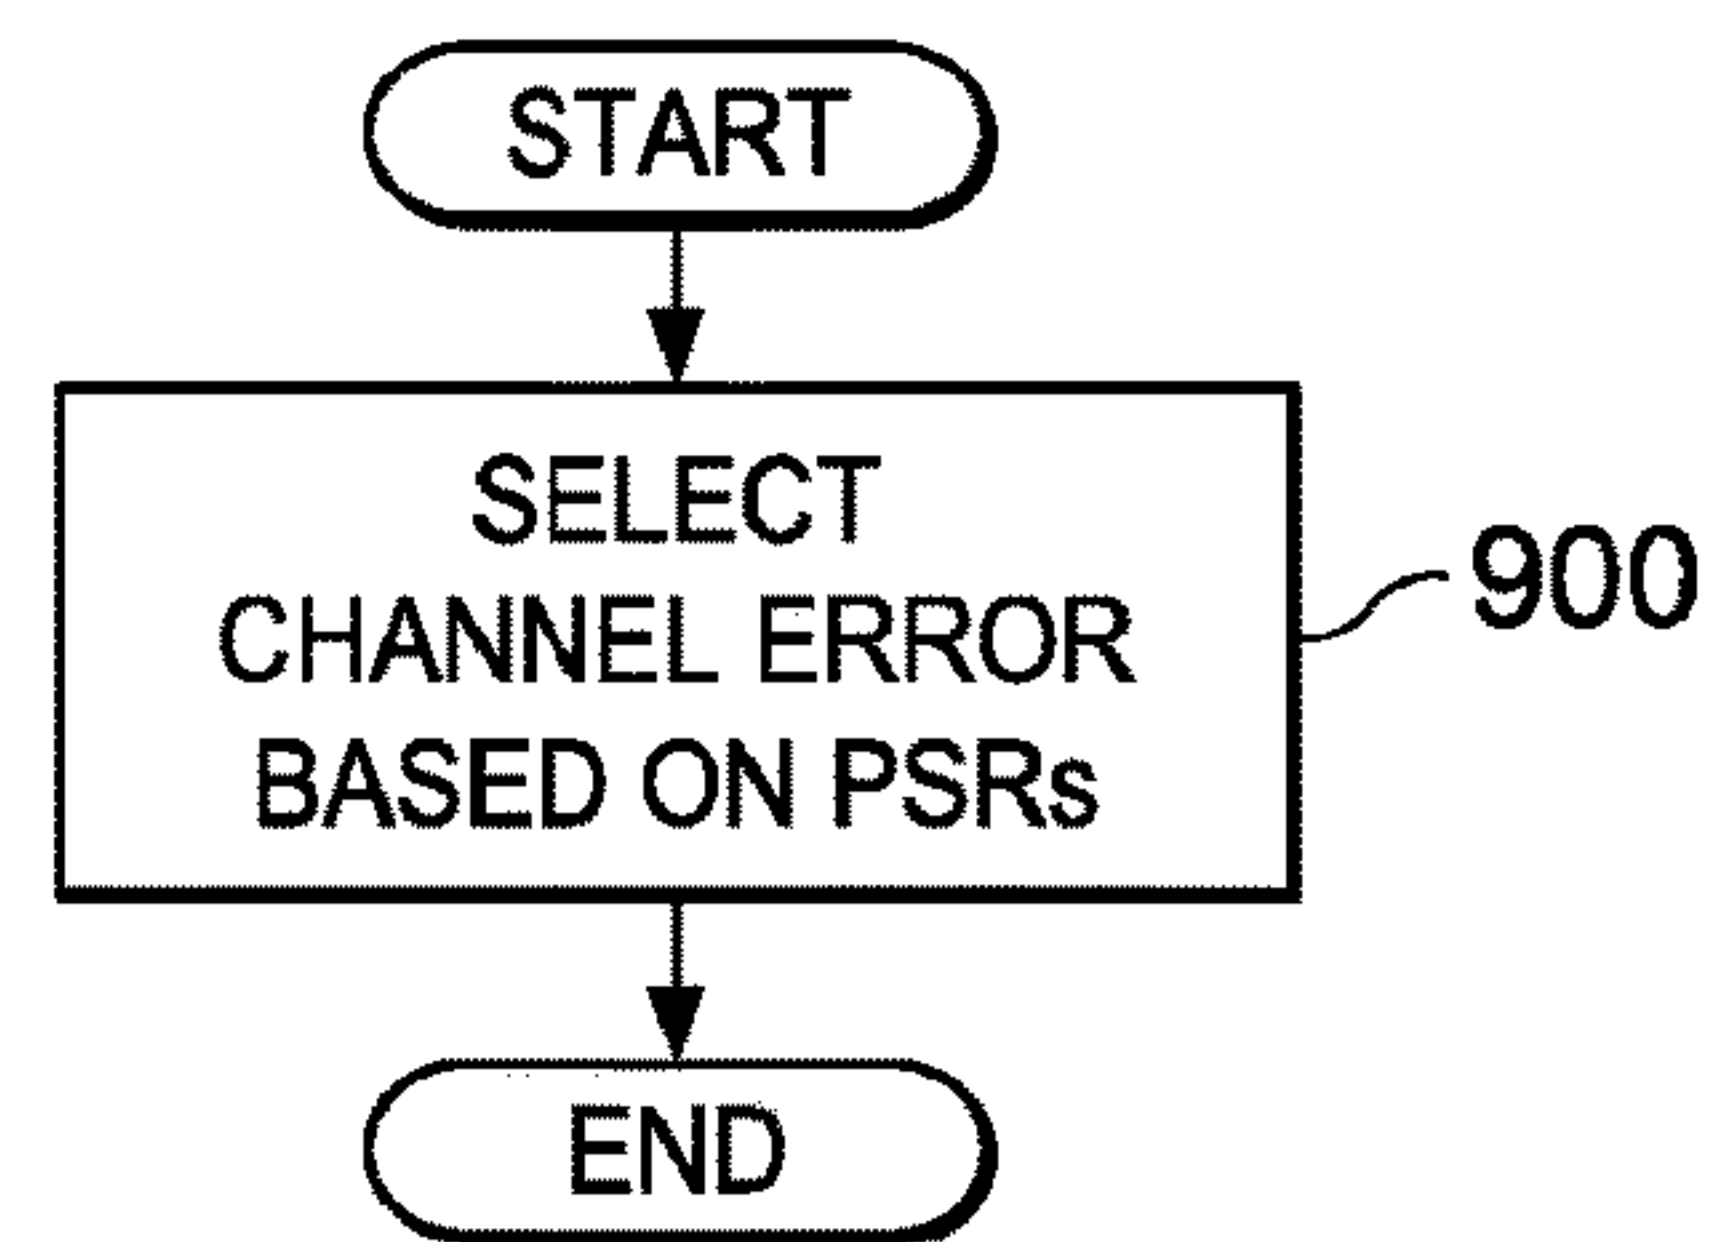 START
SELECT
CHANNEL ERROR
BASED ON PSRs
900
END